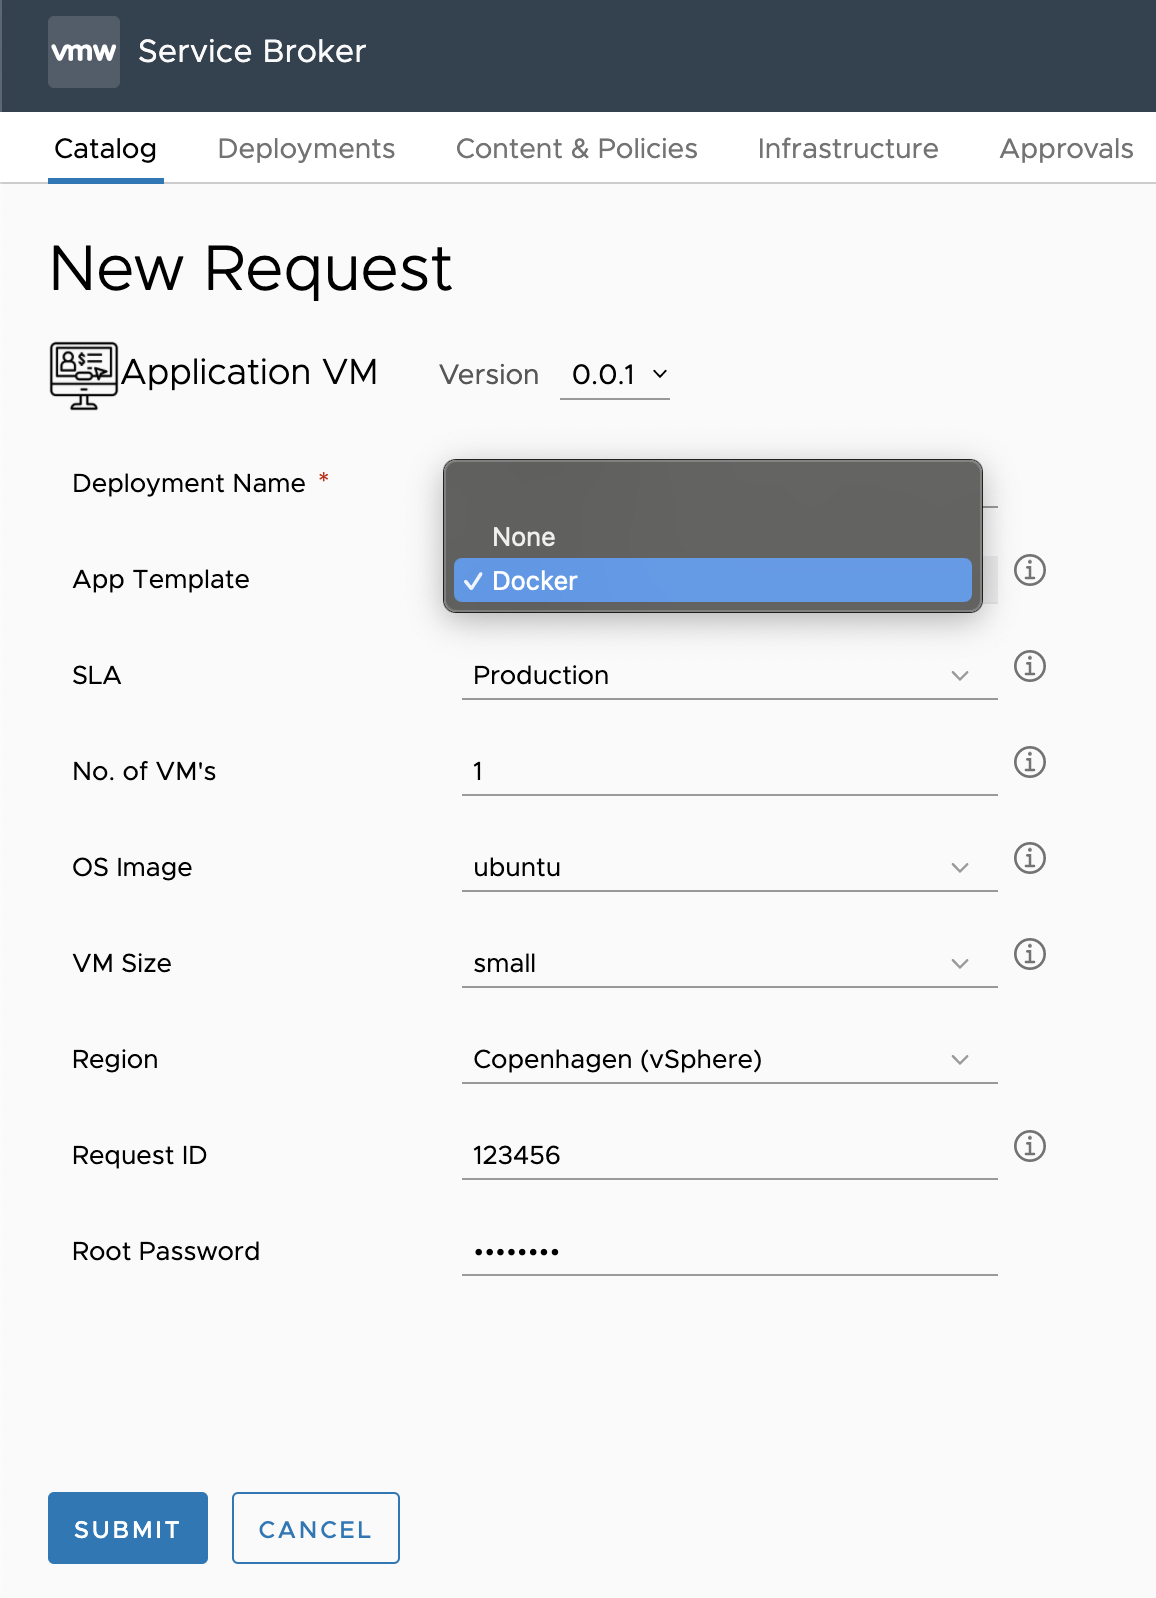 vmw Service Broker
Catalog Deployments Content & Policies Infrastructure Approvals
New Request
Application VM Version 0.0.1
Deployment Name *
None
App Template ✓ Docker
SLA Production
No. of VM's 1
OS Image ubuntu
VM Size small
Region Copenhagen (vSphere)
Request ID 123456
Root Password ••••••••
SUBMIT CANCEL